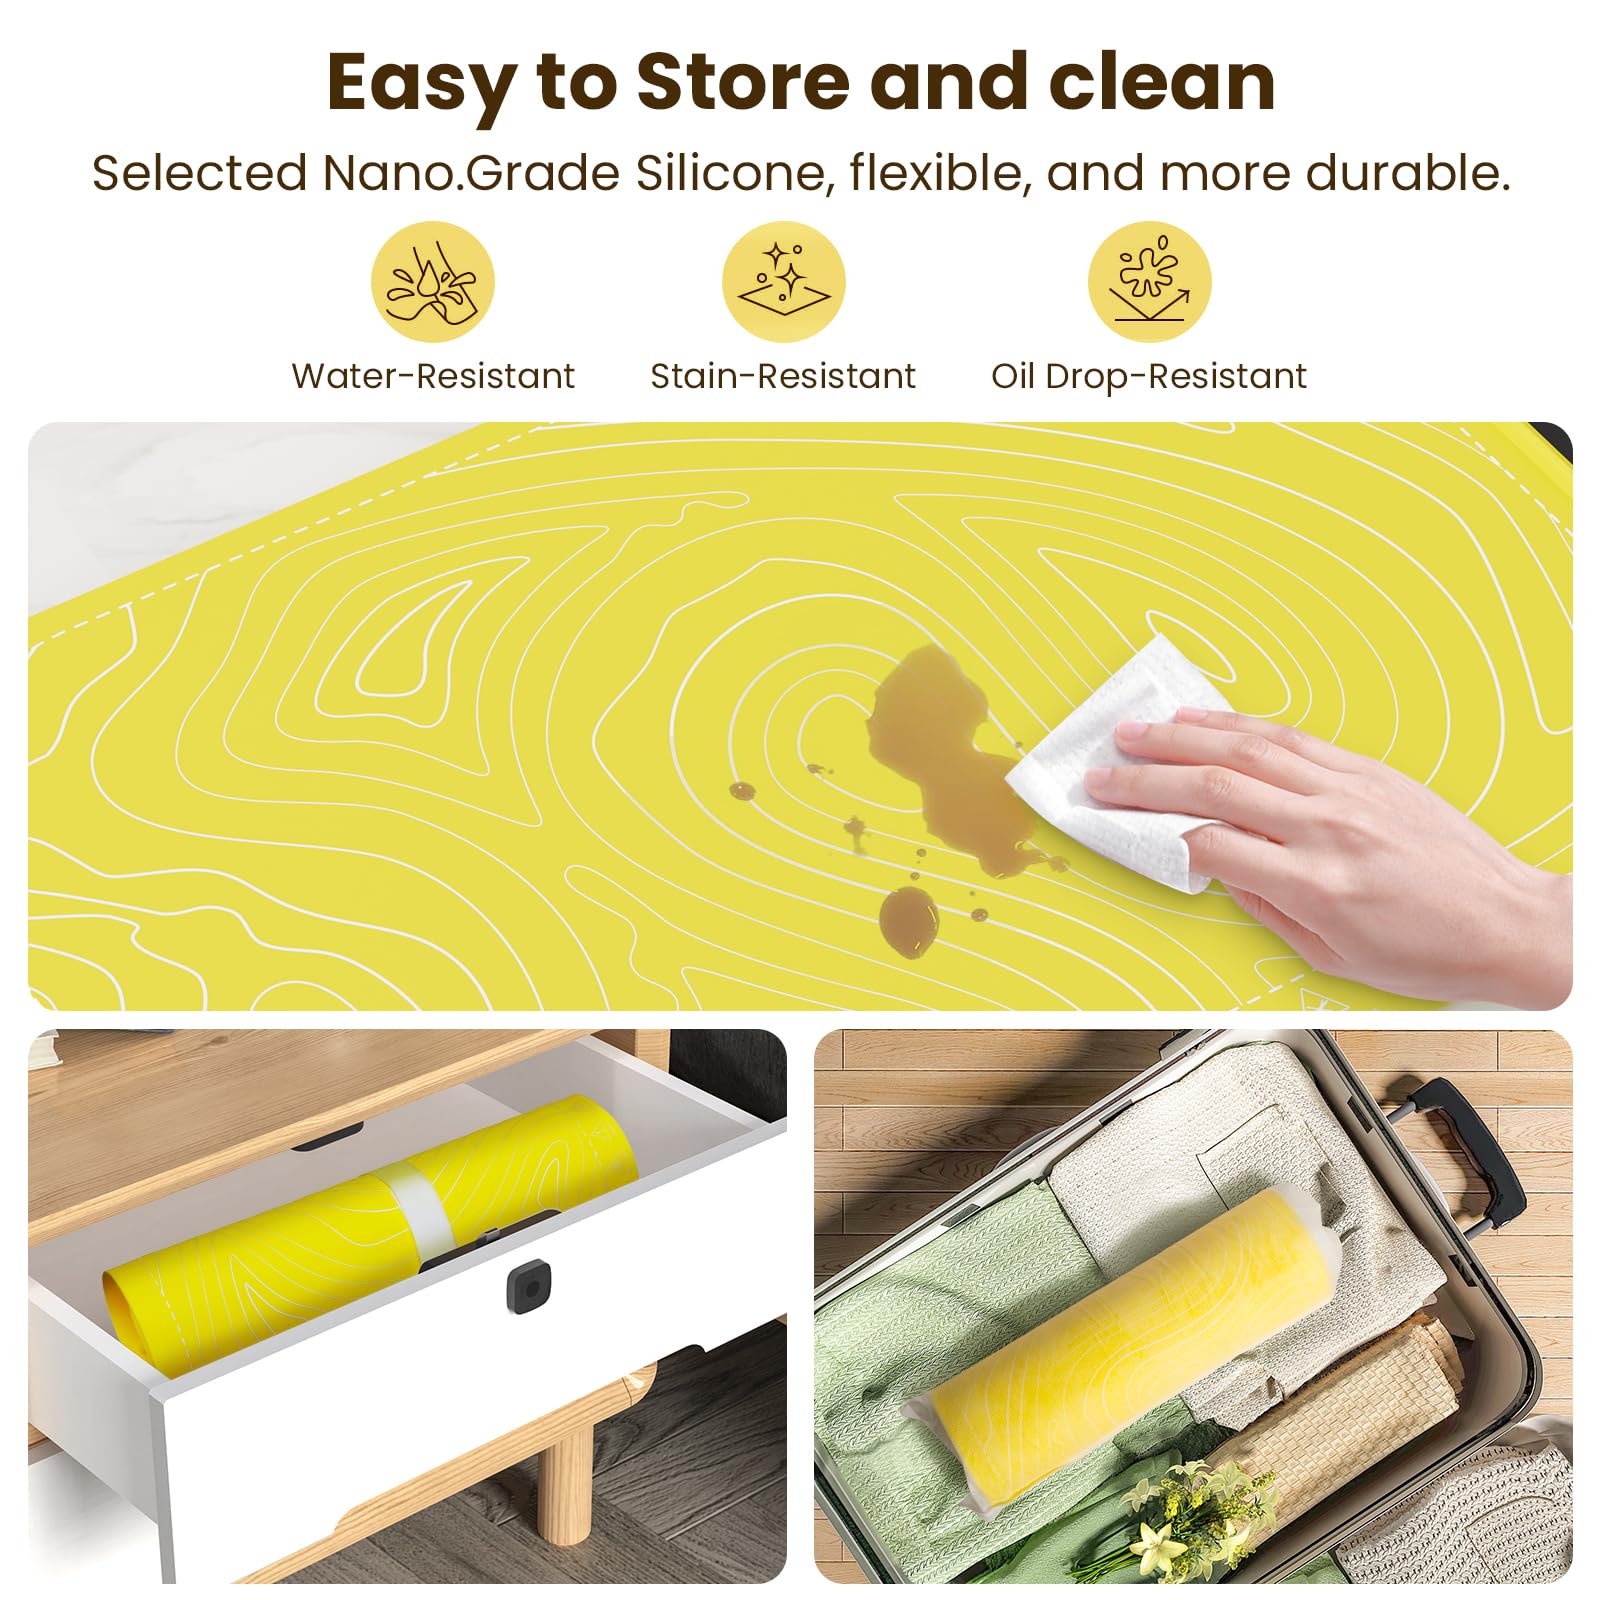 Easy to Store and clean
Selected Nano.Grade Silicone, flexible, and more durable.
Water-Resistant
Stain-Resistant
Oil Drop-Resistant